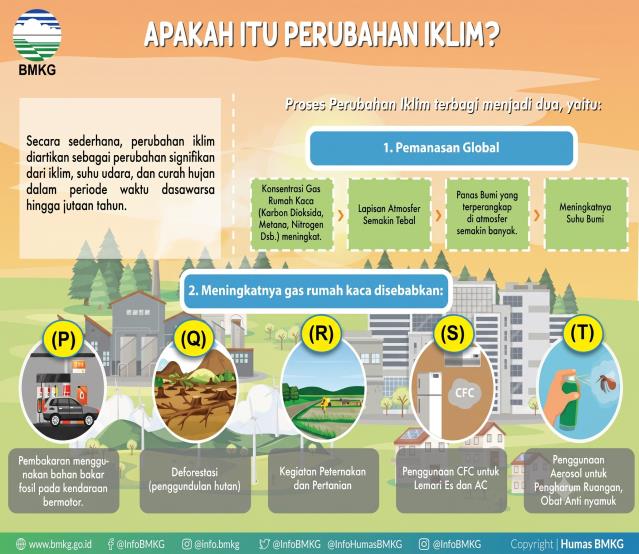 APAKAH ITU PERUBAHAN IKLIM?
BMKG
Secara sederhana, perubahan iklim
diartikan sebagai perubahan signifikan
dari iklim, suhu udara, dan curah hujan
dalam periode waktu dasawarsa
hingga jutaan tahun.
Proses Perubahan Iklim terbagi menjadi dua, yaitu:
1. Pemanasan Global
Konsentrasi Gas
Rumah Kaca
(Karbon Dioksida,
Metana, Nitrogen
Dsb.) meningkat.
Lapisan Atmosfer
Semakin Tebal
Panas Bumi yang
terperangkap
di atmosfer
semakin banyak.
Meningkatnya
Suhu Bumi
2. Meningkatnya gas rumah kaca disebabkan:
(P)
(Q)
(R)
(S)
(T)
CFC
Pembakaran menggu-
nakan bahan bakar
fosil pada kendaraan
bermotor.
Deforestasi
(penggundulan hutan)
Kegiatan Peternakan
dan Pertanian
Penggunaan CFC untuk
Lemari Es dan AC
Penggunaan
Aerosol untuk
Pengharum Ruangan,
Obat Anti nyamuk
www.bmkg.go.id @InfoBMKG @info.bmkg @InfoBMKG @InfoHumasBMKG @InfoBMKG Copyright | Humas BMKG